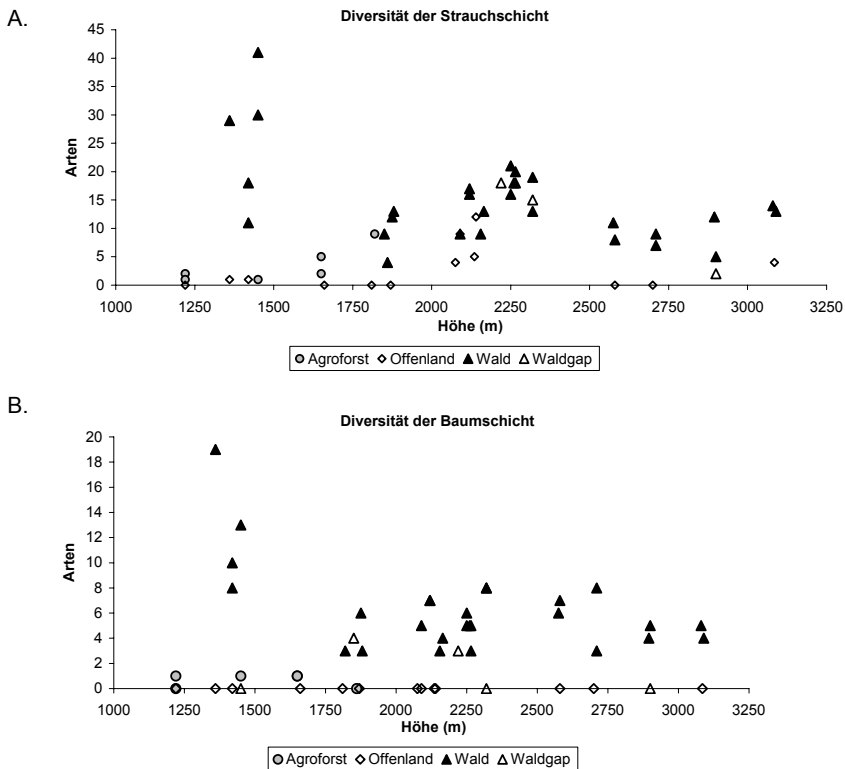 A.
Diversität der Strauchschicht
45
40
35
30
25
20
15
10
5
0
Arten
1000 1250 1500 1750 2000 2250 2500 2750 3000 3250
Höhe (m)
Agroforst Offenland Wald Waldgap
B.
Diversität der Baumschicht
20
18
16
14
12
10
8
6
4
2
0
Arten
1000 1250 1500 1750 2000 2250 2500 2750 3000 3250
Höhe (m)
Agroforst Offenland Wald Waldgap